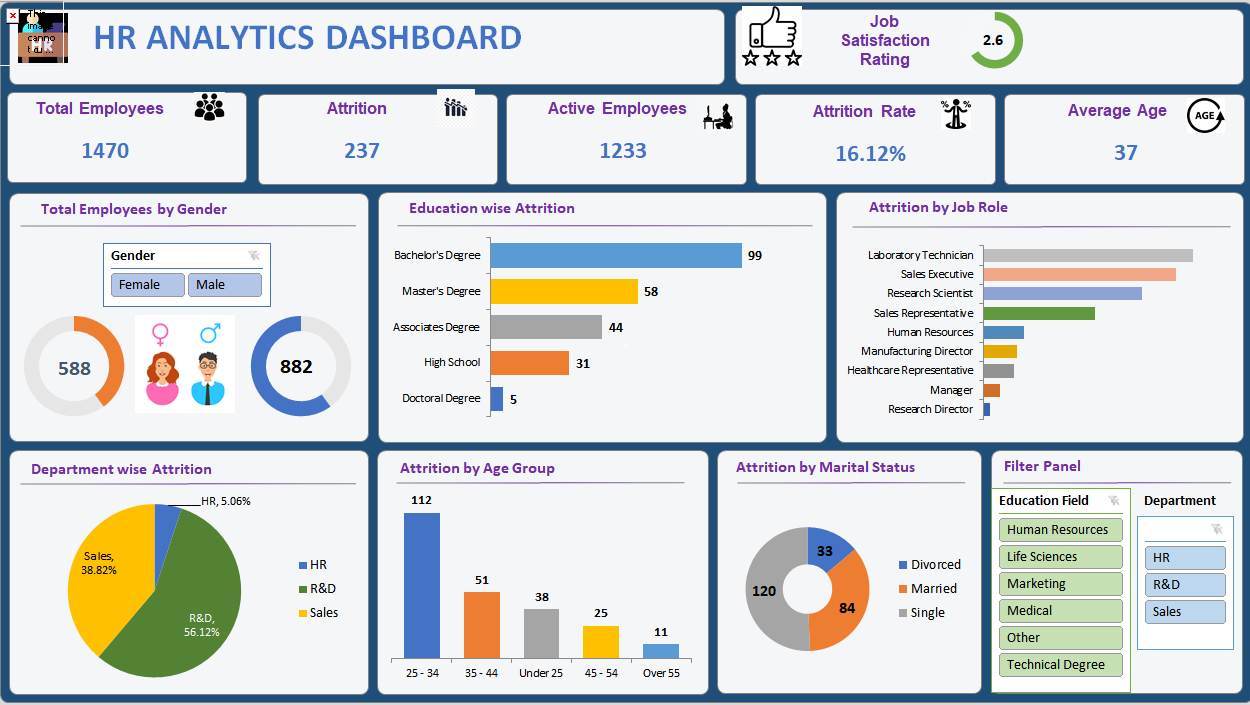 This
image
canno
t
HR
HR ANALYTICS DASHBOARD
Job
Satisfaction
Rating
2.6
Total Employees
1470
Attrition
237
Active Employees
1233
Attrition Rate
% %
16.12%
Average Age
AGE
37
Total Employees by Gender
Gender
Female
Male
588
882
Education wise Attrition
Bachelor's Degree
99
Master's Degree
58
Associates Degree
44
High School
31
Doctoral Degree
5
Attrition by Job Role
Laboratory Technician
Sales Executive
Research Scientist
Sales Representative
Human Resources
Manufacturing Director
Healthcare Representative
Manager
Research Director
Department wise Attrition
HR, 5.06%
Sales,
38.82%
R&D,
56.12%
HR
R&D
Sales
Attrition by Age Group
112
51
38
25
11
25 - 34
35 - 44
Under 25
45 - 54
Over 55
Attrition by Marital Status
33
120
84
Divorced
Married
Single
Filter Panel
Education Field
Human Resources
Life Sciences
Marketing
Medical
Other
Technical Degree
Department
HR
R&D
Sales